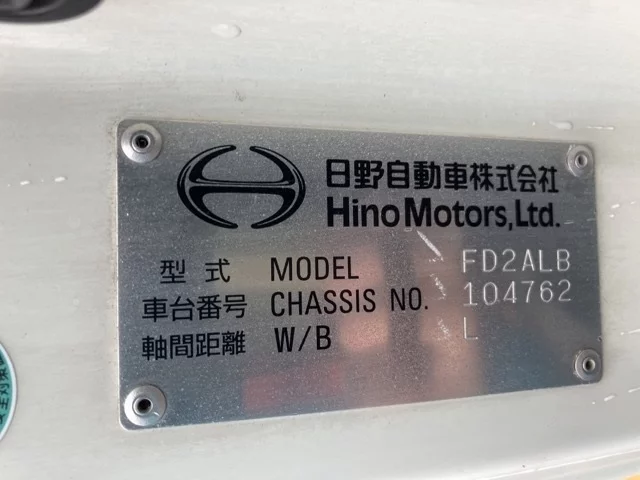 日野自動車株式会社
Hino Motors, Ltd.
型式 MODEL FD2ALB
車台番号 CHASSIS NO. 104762
軸間距離 W/B L